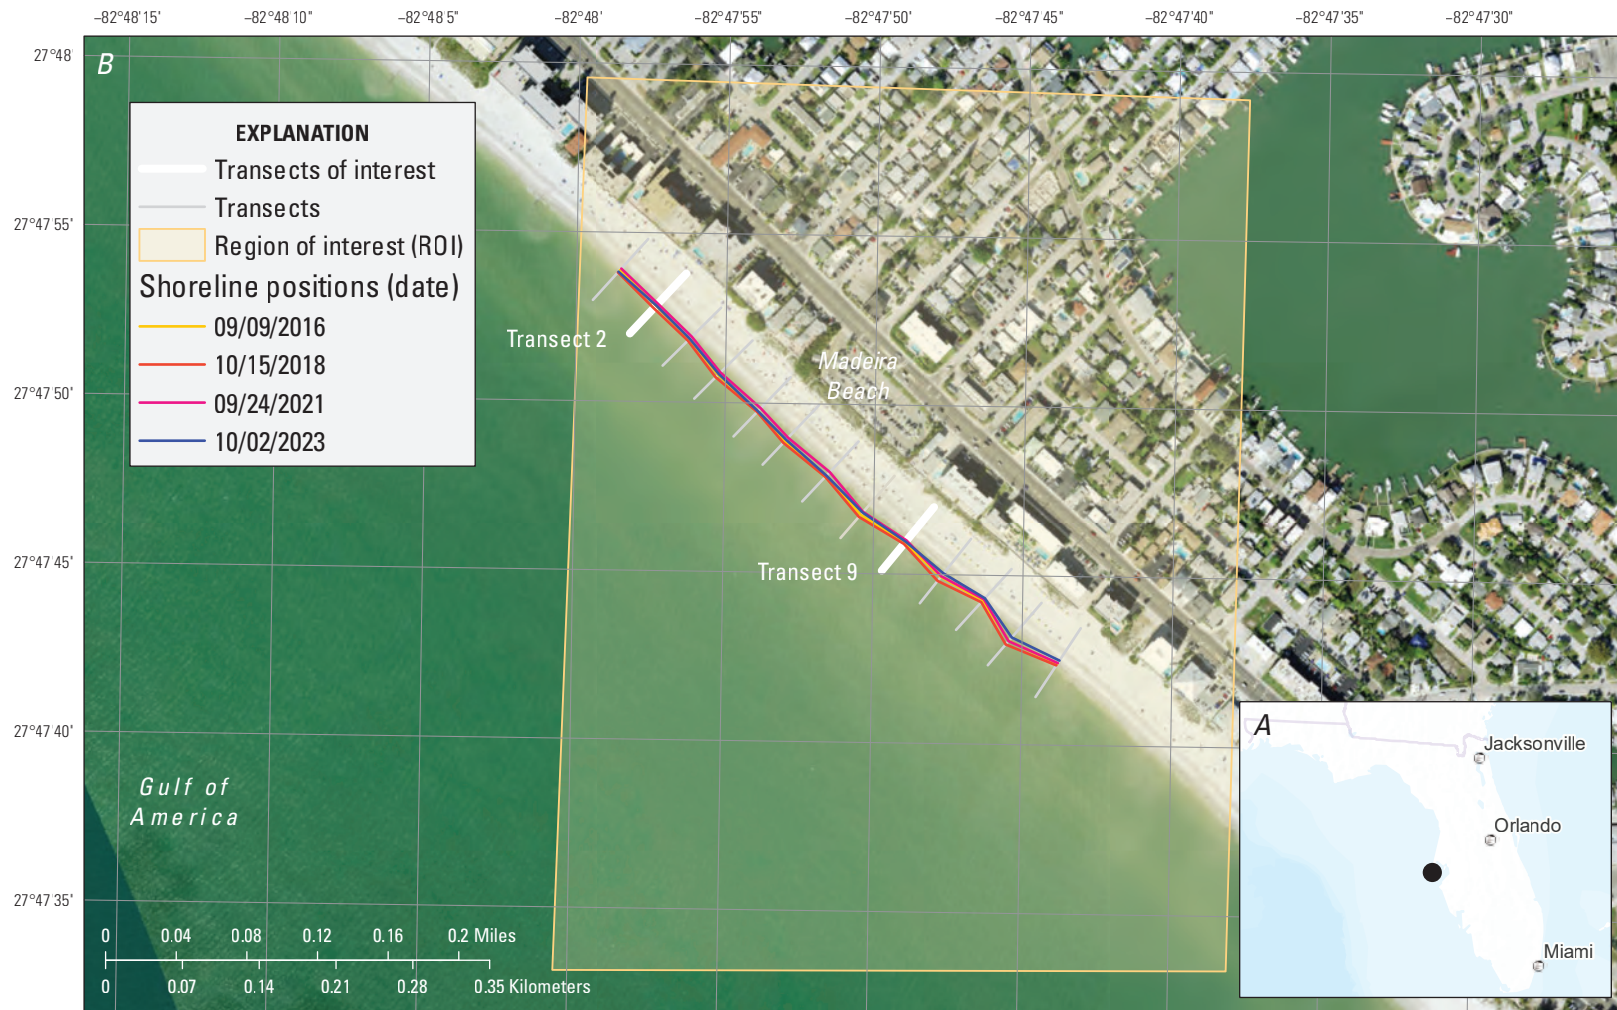 −82°48'15" −82°48'10" −82°48'5" −82°48' −82°47'55" −82°47'50" −82°47'45" −82°47'40" −82°47'35" −82°47'30"
27°48'
B
EXPLANATION
Transects of interest
Transects
Region of interest (ROI)
Shoreline positions (date)
09/09/2016
10/15/2018
09/24/2021
10/02/2023
27°47'55"
27°47'50"
27°47'45"
27°47'40"
27°47'35"
Transect 2
Madeira
Beach
Transect 9
Gulf of
America
0 0.04 0.08 0.12 0.16 0.2 Miles
0 0.07 0.14 0.21 0.28 0.35 Kilometers
A
Jacksonville
Orlando
Miami